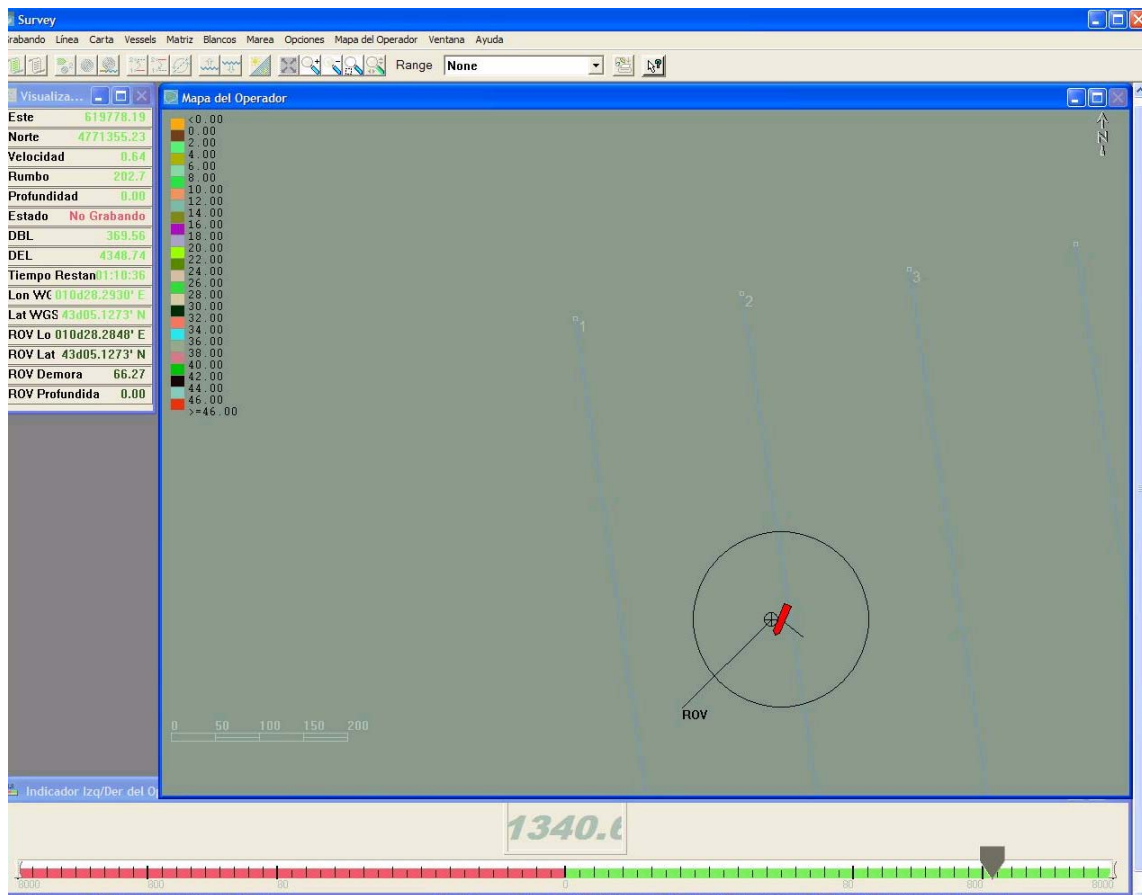 Survey
rabando Línea Carta Vessels Matriz Blancos Marea Opciones Mapa del Operador Ventana Ayuda
Range None
Visualiza...
Este 619778.19
Norte 4771355.23
Velocidad 0.64
Rumbo 202.7
Profundidad 0.00
Estado No Grabando
DBL 369.56
DEL 4348.74
Tiempo Restan 01:10:36
Lon WG 010d28.2930' E
Lat WGS 43d05.1273' N
ROV Lo 010d28.2848' E
ROV Lat 43d05.1273' N
ROV Demora 66.27
ROV Profundida 0.00
Mapa del Operador
<0.00
0.00
2.00
4.00
6.00
8.00
10.00
12.00
14.00
16.00
18.00
20.00
22.00
24.00
26.00
28.00
30.00
32.00
34.00
36.00
38.00
40.00
42.00
44.00
46.00
>=46.00
N
1
2
3
ROV
0 50 100 150 200
Indicador Izq/Der del O
1340.6
8000 800 80 0 80 800 8000